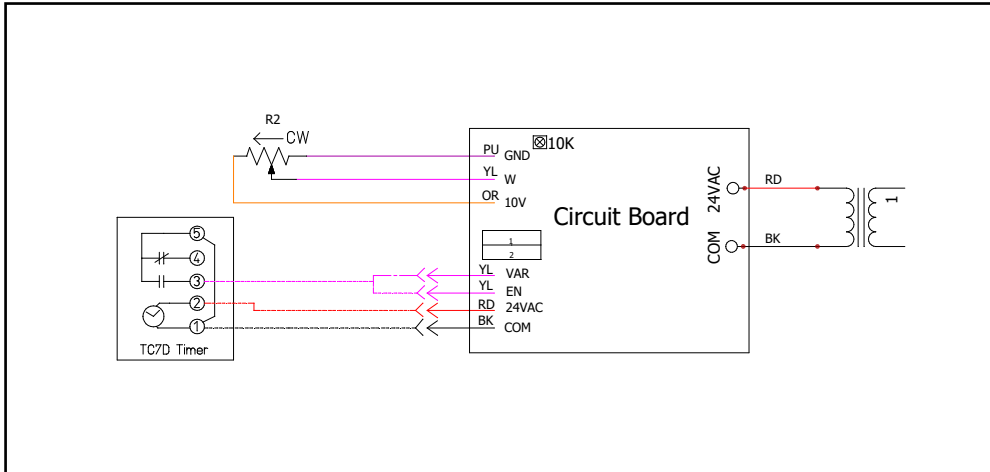 R2
CW
PU GND
YL W
OR 10V
10K
Circuit Board
24VAC
COM
RD
BK
1
1
2
YL VAR
YL EN
RD 24VAC
BK COM
5
4
3
2
1
TC7D Timer